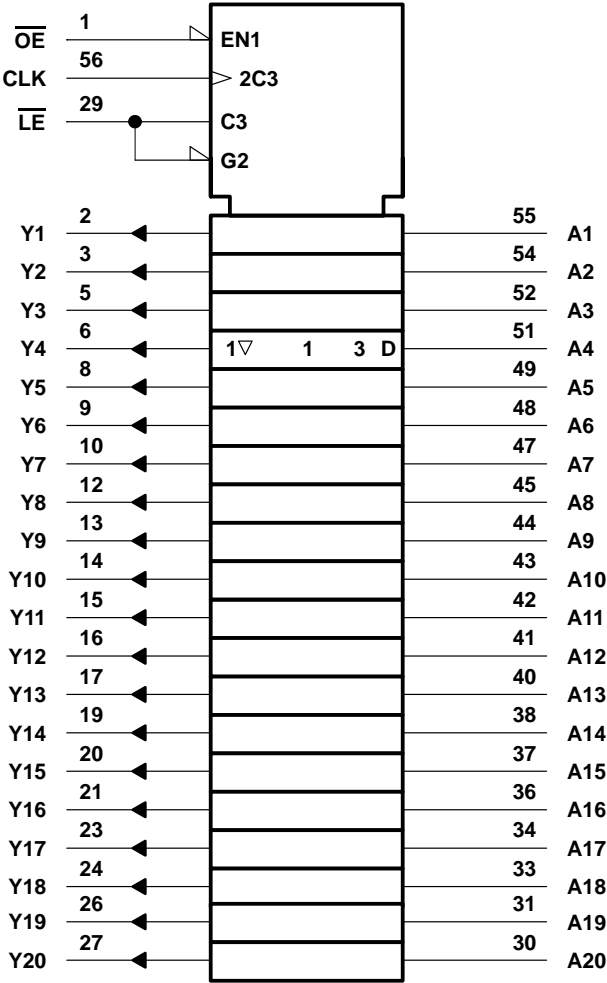 O̅E̅ 1 EN1
CLK 56 2C3
L̅E̅ 29 C3
G2
Y1 2 55 A1
Y2 3 54 A2
Y3 5 52 A3
Y4 6 1▽ 1 3 D 51 A4
Y5 8 49 A5
Y6 9 48 A6
Y7 10 47 A7
Y8 12 45 A8
Y9 13 44 A9
Y10 14 43 A10
Y11 15 42 A11
Y12 16 41 A12
Y13 17 40 A13
Y14 19 38 A14
Y15 20 37 A15
Y16 21 36 A16
Y17 23 34 A17
Y18 24 33 A18
Y19 26 31 A19
Y20 27 30 A20